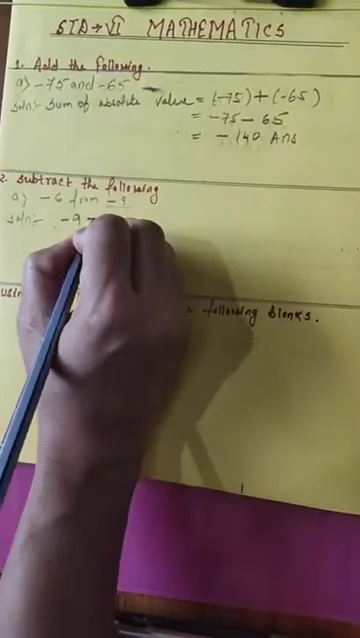 STD → VI MATHEMATICS
1. Add the following.
a) -75 and -65
Soln:- Sum of absolute value = (-75) + (-65)
= -75 - 65
= - 140 Ans
2. Subtract the following
a) -6 from -9
Soln:- -9 -
following blanks.